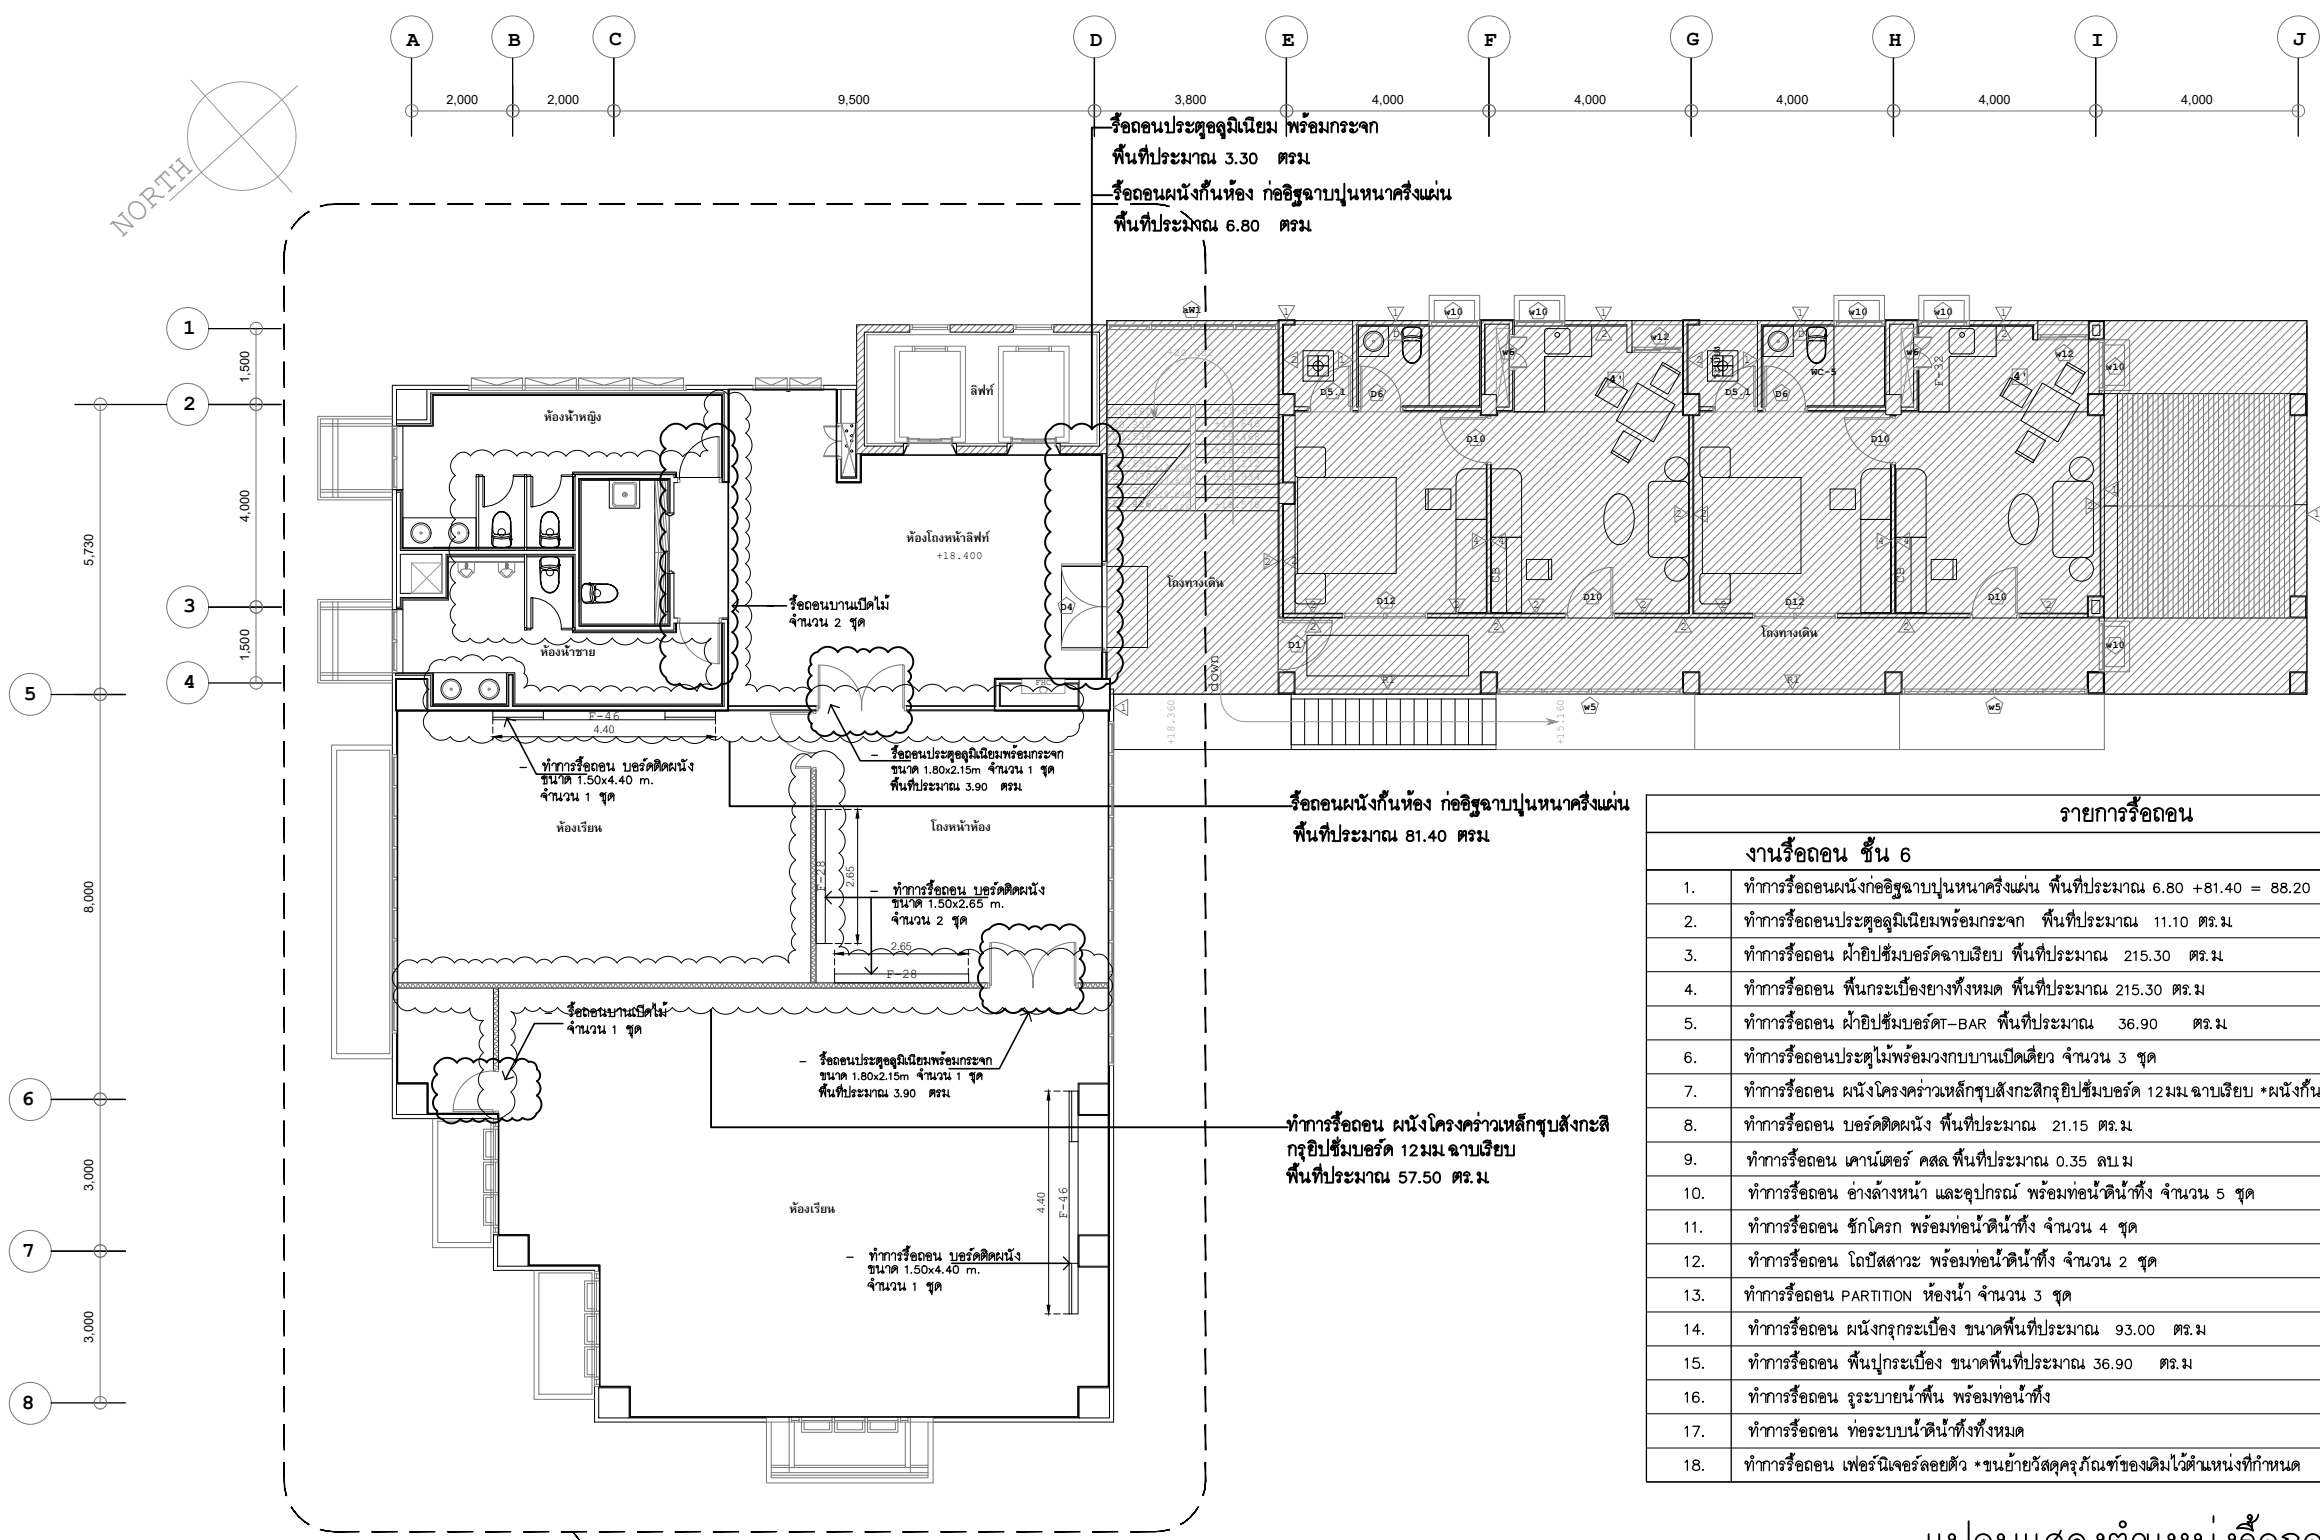 A B C D E F G H I J
2,000 2,000 9,500 3,800 4,000 4,000 4,000 4,000 4,000
NORTH
รื้อถอนประตูอลูมิเนียม พร้อมกระจก
พื้นที่ประมาณ 3.30 ตรม.
รื้อถอนผนังกั้นห้อง ก่ออิฐฉาบปูนหนาครึ่งแผ่น
พื้นที่ประมาณ 6.80 ตรม.
1
2
3
4
5
6
7
8
1,500
4,000
1,500
5,730
8,000
3,000
3,000
ห้องน้ำหญิง
ลิฟท์
ห้องโถงหน้าลิฟท์
+18.400
รื้อถอนบานเปิดไม้
จำนวน 2 ชุด
ห้องน้ำชาย
โถงทางเดิน
โถงทางเดิน
aW1
w10 w10 w10 w10
w12 w12
w6 w6
w10
w10
D5.1 D6 D5.1 D6
WC-5
F-32
4' 4'
D10 D10
D12 D10 D12 D10
CB CB
D4
D1
R1 R1
w5 w5
FHC
down
+18.360
+15.160
F-46
4.40
- ทำการรื้อถอน บอร์ดติดผนัง
ขนาด 1.50x4.40 m.
จำนวน 1 ชุด
- รื้อถอนประตูอลูมิเนียมพร้อมกระจก
ขนาด 1.80x2.15m จำนวน 1 ชุด
พื้นที่ประมาณ 3.90 ตรม.
ห้องเรียน
โถงหน้าห้อง
รื้อถอนผนังกั้นห้อง ก่ออิฐฉาบปูนหนาครึ่งแผ่น
พื้นที่ประมาณ 81.40 ตรม.
F-28
2.65
- ทำการรื้อถอน บอร์ดติดผนัง
ขนาด 1.50x2.65 m.
จำนวน 2 ชุด
2.65
F-28
- รื้อถอนบานเปิดไม้
จำนวน 1 ชุด
- รื้อถอนประตูอลูมิเนียมพร้อมกระจก
ขนาด 1.80x2.15m จำนวน 1 ชุด
พื้นที่ประมาณ 3.90 ตรม.
ทำการรื้อถอน ผนังโครงคร่าวเหล็กชุบสังกะสี
กรุยิปซั่มบอร์ด 12มม.ฉาบเรียบ
พื้นที่ประมาณ 57.50 ตร.ม.
ห้องเรียน
4.40
F-46
- ทำการรื้อถอน บอร์ดติดผนัง
ขนาด 1.50x4.40 m.
จำนวน 1 ชุด
รายการรื้อถอน
งานรื้อถอน ชั้น 6
1. ทำการรื้อถอนผนังก่ออิฐฉาบปูนหนาครึ่งแผ่น พื้นที่ประมาณ 6.80 +81.40 = 88.20
2. ทำการรื้อถอนประตูอลูมิเนียมพร้อมกระจก พื้นที่ประมาณ 11.10 ตร.ม.
3. ทำการรื้อถอน ฝ้ายิปซั่มบอร์ดฉาบเรียบ พื้นที่ประมาณ 215.30 ตร.ม.
4. ทำการรื้อถอน พื้นกระเบื้องยางทั้งหมด พื้นที่ประมาณ 215.30 ตร.ม
5. ทำการรื้อถอน ฝ้ายิปซั่มบอร์ดT-BAR พื้นที่ประมาณ 36.90 ตร.ม.
6. ทำการรื้อถอนประตูไม้พร้อมวงกบบานเปิดเดี่ยว จำนวน 3 ชุด
7. ทำการรื้อถอน ผนังโครงคร่าวเหล็กชุบสังกะสีกรุยิปซั่มบอร์ด 12มม.ฉาบเรียบ *ผนังกั้น
8. ทำการรื้อถอน บอร์ดติดผนัง พื้นที่ประมาณ 21.15 ตร.ม
9. ทำการรื้อถอน เคาน์เตอร์ คสล.พื้นที่ประมาณ 0.35 ลบ.ม
10. ทำการรื้อถอน อ่างล้างหน้า และอุปกรณ์ พร้อมท่อน้ำดีน้ำทิ้ง จำนวน 5 ชุด
11. ทำการรื้อถอน ชักโครก พร้อมท่อน้ำดีน้ำทิ้ง จำนวน 4 ชุด
12. ทำการรื้อถอน โถปัสสาวะ พร้อมท่อน้ำดีน้ำทิ้ง จำนวน 2 ชุด
13. ทำการรื้อถอน PARTITION ห้องน้ำ จำนวน 3 ชุด
14. ทำการรื้อถอน ผนังกรุกระเบื้อง ขนาดพื้นที่ประมาณ 93.00 ตร.ม
15. ทำการรื้อถอน พื้นปูกระเบื้อง ขนาดพื้นที่ประมาณ 36.90 ตร.ม
16. ทำการรื้อถอน รูระบายน้ำพื้น พร้อมท่อน้ำทิ้ง
17. ทำการรื้อถอน ท่อระบบน้ำดีน้ำทิ้งทั้งหมด
18. ทำการรื้อถอน เฟอร์นิเจอร์ลอยตัว *ขนย้ายวัสดุครุภัณฑ์ของเดิมไว้ตำแหน่งที่กำหนด